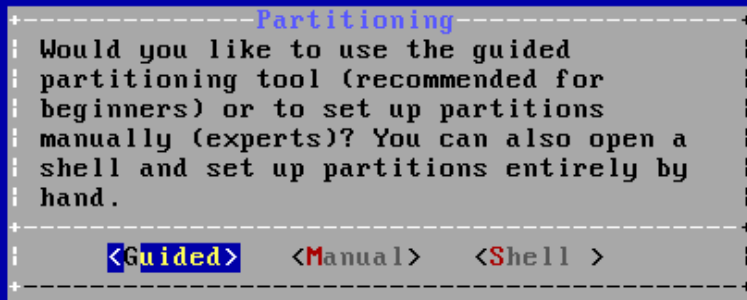 Partitioning
Would you like to use the guided
partitioning tool (recommended for
beginners) or to set up partitions
manually (experts)? You can also open a
shell and set up partitions entirely by
hand.
<Guided> <Manual> <Shell >